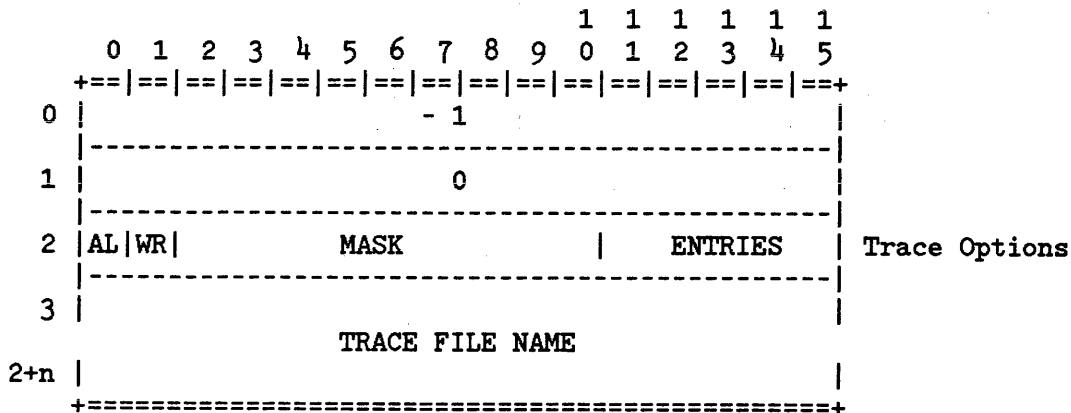 1  1  1  1  1  1
  0  1  2  3  4  5  6  7  8  9  0  1  2  3  4  5
+==|==|==|==|==|==|==|==|==|==|==|==|==|==|==|==+
0 | - 1 |
|-----------------------------------------------|
1 | 0 |
|-----------------------------------------------|
2 |AL|WR| MASK | ENTRIES | Trace Options
|-----------------------------------------------|
3 | |
TRACE FILE NAME
2+n | |
+===============================================+